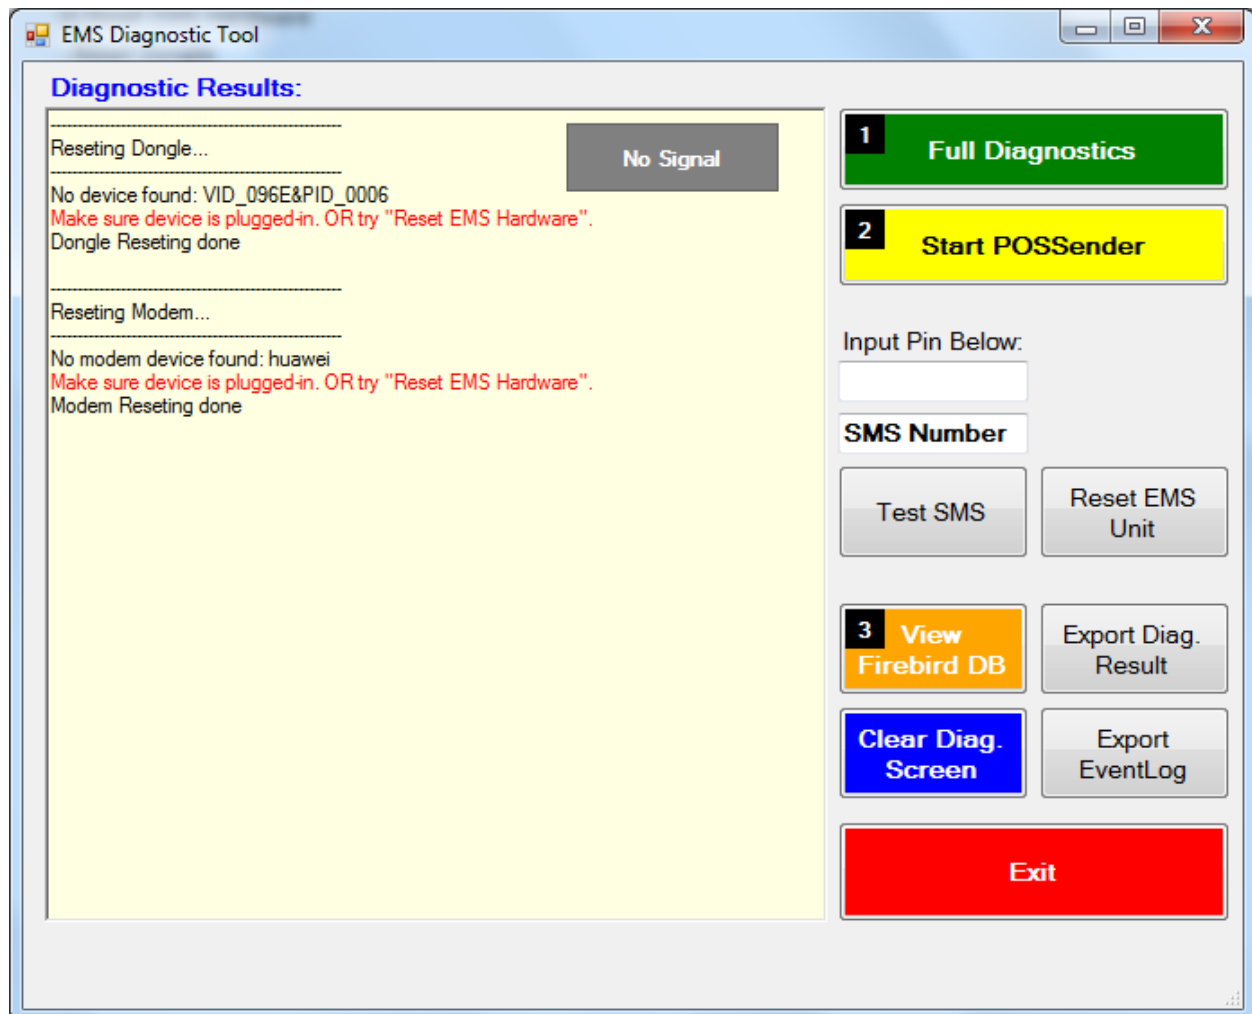 EMS Diagnostic Tool
Diagnostic Results:
Reseting Dongle...
No Signal
No device found: VID_096E&PID_0006
Make sure device is plugged-in. OR try "Reset EMS Hardware".
Dongle Reseting done
Reseting Modem...
No modem device found: huawei
Make sure device is plugged-in. OR try "Reset EMS Hardware".
Modem Reseting done
1
Full Diagnostics
2
Start POSSender
Input Pin Below:
SMS Number
Test SMS
Reset EMS
Unit
3 View
Firebird DB
Export Diag.
Result
Clear Diag.
Screen
Export
EventLog
Exit